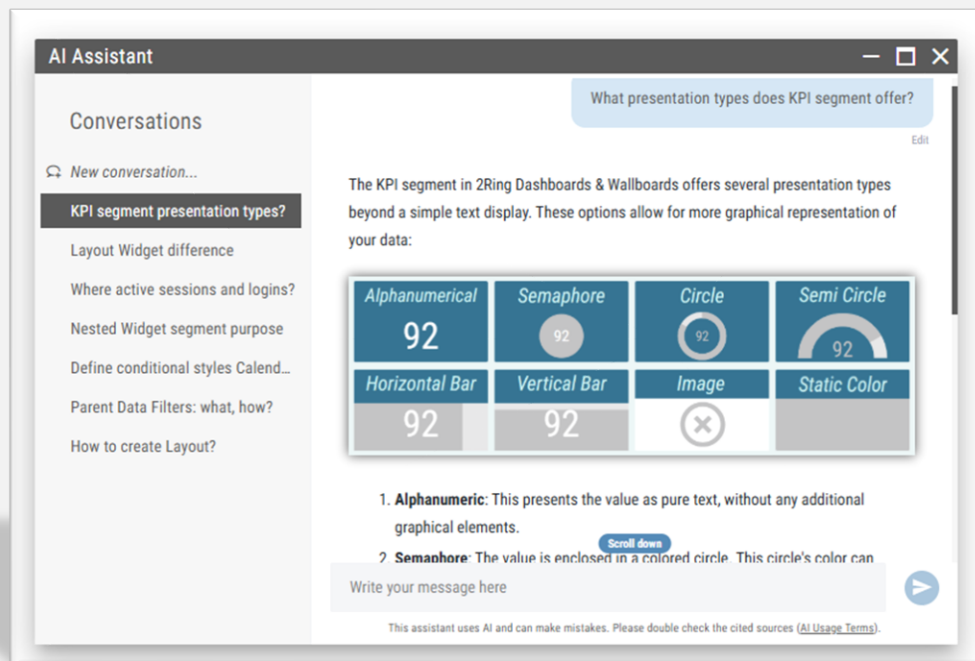 AI Assistant
Conversations
New conversation...
KPI segment presentation types?
Layout Widget difference
Where active sessions and logins?
Nested Widget segment purpose
Define conditional styles Calend...
Parent Data Filters: what, how?
How to create Layout?
What presentation types does KPI segment offer?
Edit
The KPI segment in 2Ring Dashboards & Wallboards offers several presentation types
beyond a simple text display. These options allow for more graphical representation of
your data:
Alphanumerical
92
Semaphore
92
Circle
92
Semi Circle
92
Horizontal Bar
92
Vertical Bar
92
Image
Static Color
1. Alphanumeric: This presents the value as pure text, without any additional
graphical elements.
Scroll down
2. Semaphore: The value is enclosed in a colored circle. This circle's color can
Write your message here
This assistant uses AI and can make mistakes. Please double check the cited sources (AI Usage Terms).